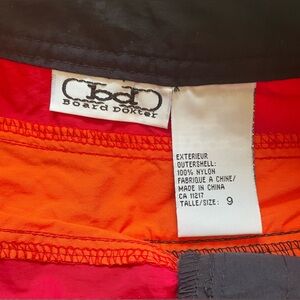 bd
Board Dokter
EXTERIEUR
OUTERSHELL:
100% NYLON
FABRIQUE A CHINE/
MADE IN CHINA
CA 11217
TALLE/SIZE: 9